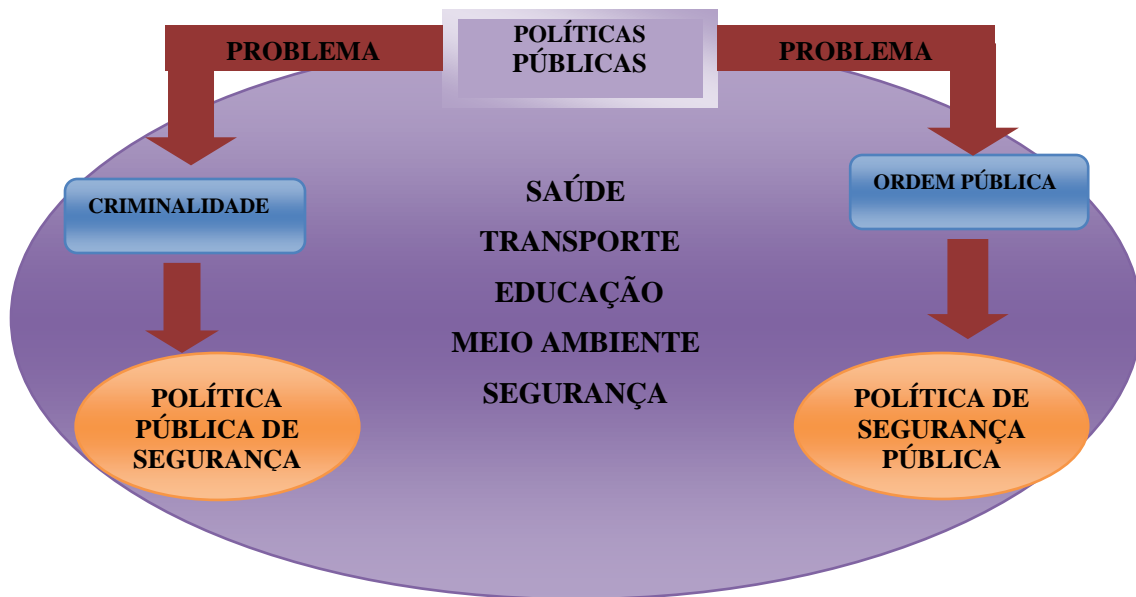 PROBLEMA
POLÍTICAS
PÚBLICAS
PROBLEMA
CRIMINALIDADE
ORDEM PÚBLICA
SAÚDE
TRANSPORTE
EDUCAÇÃO
MEIO AMBIENTE
SEGURANÇA
POLÍTICA
PÚBLICA DE
SEGURANÇA
POLÍTICA DE
SEGURANÇA
PÚBLICA